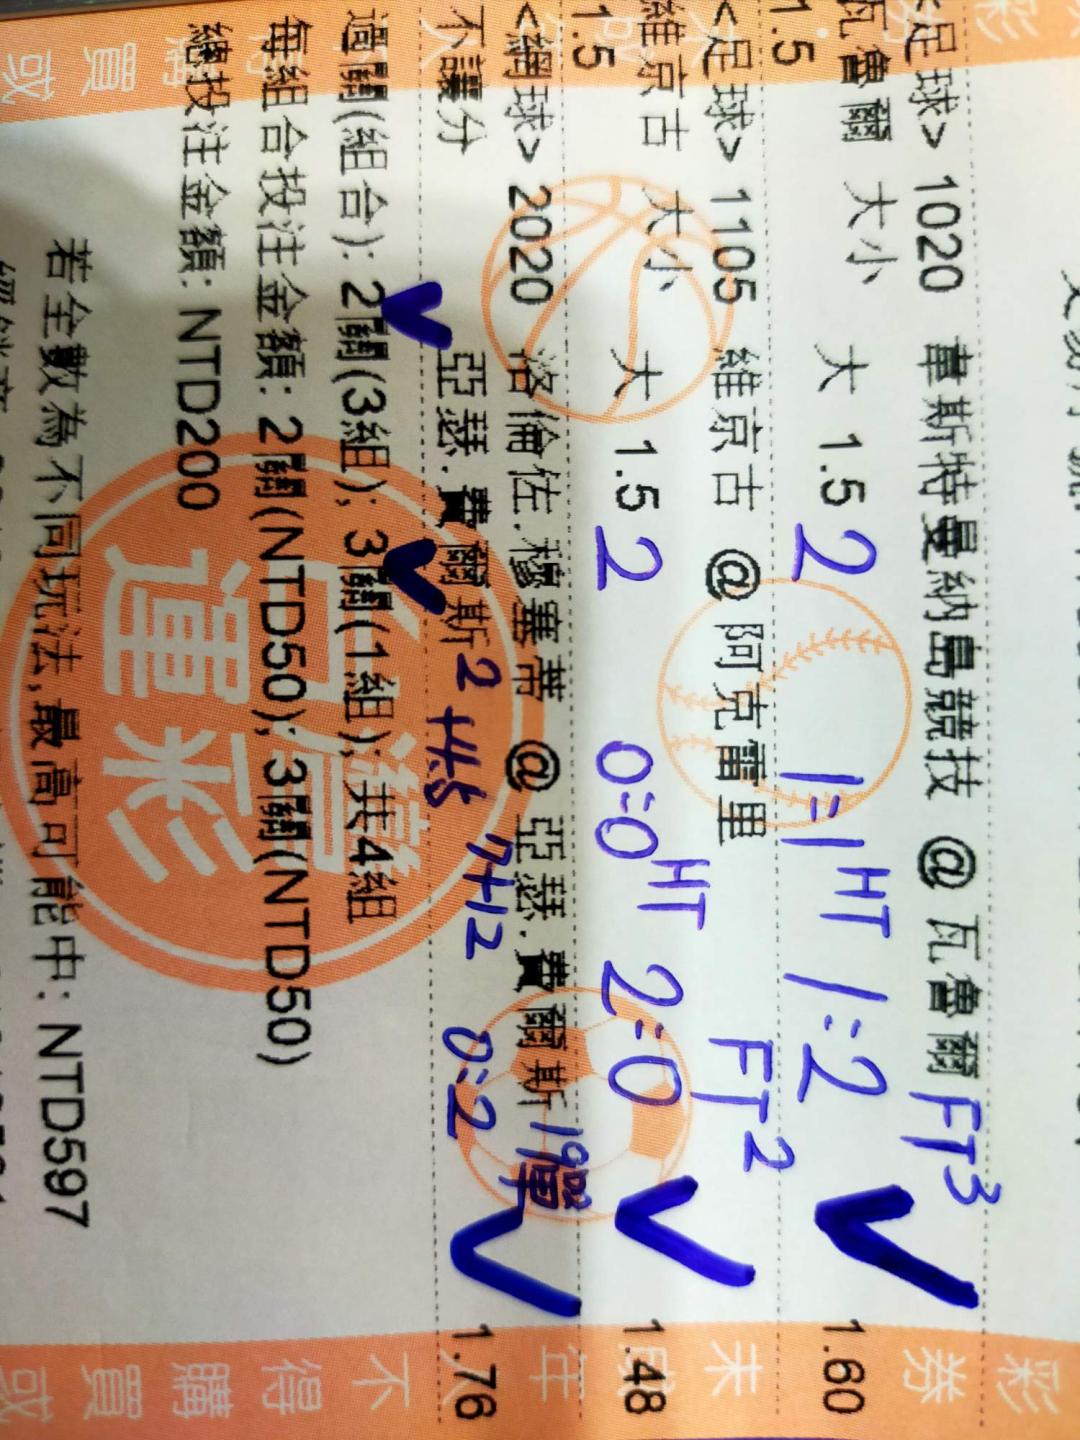 <足球> 1020 韋斯特曼納島競技 @ 瓦魯爾 FT3
瓦魯爾 大小 大 1.5 2 1:1 HT 1:2 1.60
1.5
<足球> 1105 維京古 @ 阿克雷里 FT2
維京古 大小 大 1.5 2 0:0 HT 2:0 1.48
1.5
<網球> 2020 洛倫佐.穆塞蒂 @ 亞瑟.費爾斯
不讓分 亞瑟.費爾斯 2 0:2 1.76
過關(組合): 2關(3組); 3關(1組); 共4組
每組合投注金額: 2關(NTD50); 3關(NTD50)
總投注金額: NTD200
若全數為不同玩法,最高可能中: NTD597
台灣
運彩